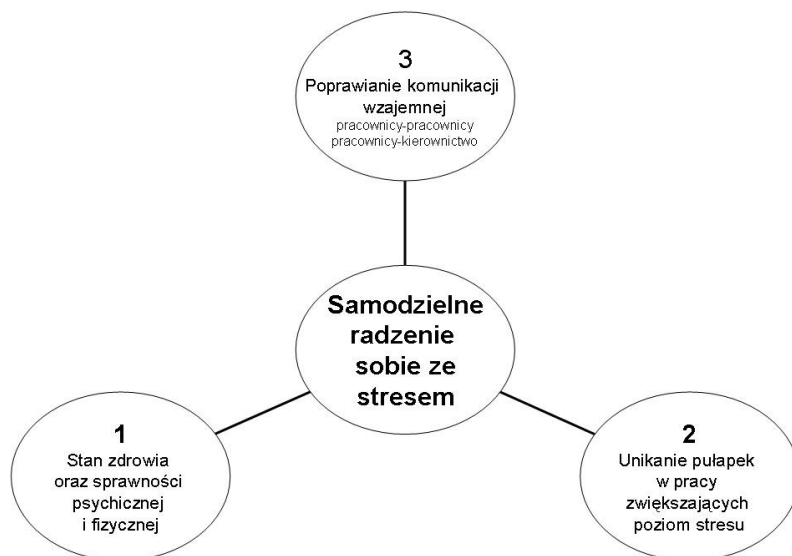 3
Poprawianie komunikacji
wzajemnej
pracownicy-pracownicy
pracownicy-kierownictwo
Samodzielne
radzenie
sobie ze
stresem
1
Stan zdrowia
oraz sprawności
psychicznej
i fizycznej
2
Unikanie pułapek
w pracy
zwiększających
poziom stresu